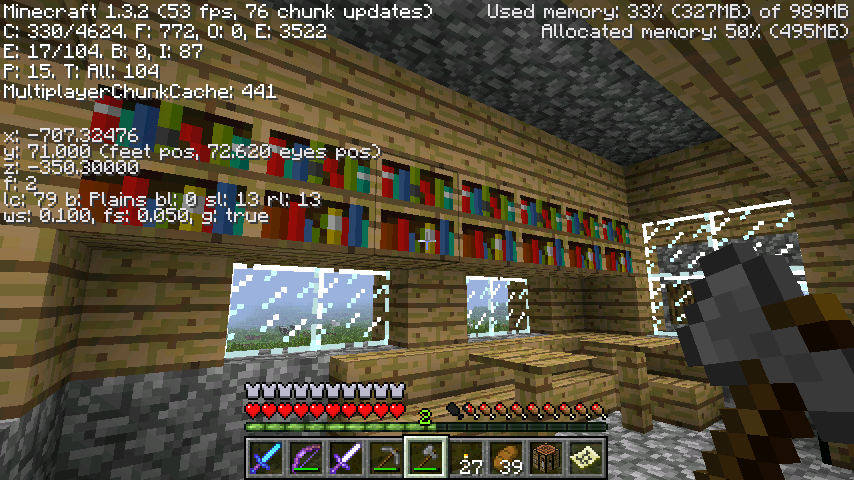 Minecraft 1.3.2 (53 fps, 76 chunk updates)
Used memory: 33% (327MB) of 989MB
C: 330/4624. F: 772, O: 0, E: 3522
Allocated memory: 50% (495MB)
E: 17/104. B: 0, I: 87
P: 15. T: All: 104
MultiplayerChunkCache: 441
x: -707.32476
y: 71.000 (feet pos, 72.620 eyes pos)
z: -350.30000
f: 2
lc: 79 b: Plains bl: 0 sl: 13 rl: 13
ws: 0.100, fs: 0.050, g: true
8
27
39